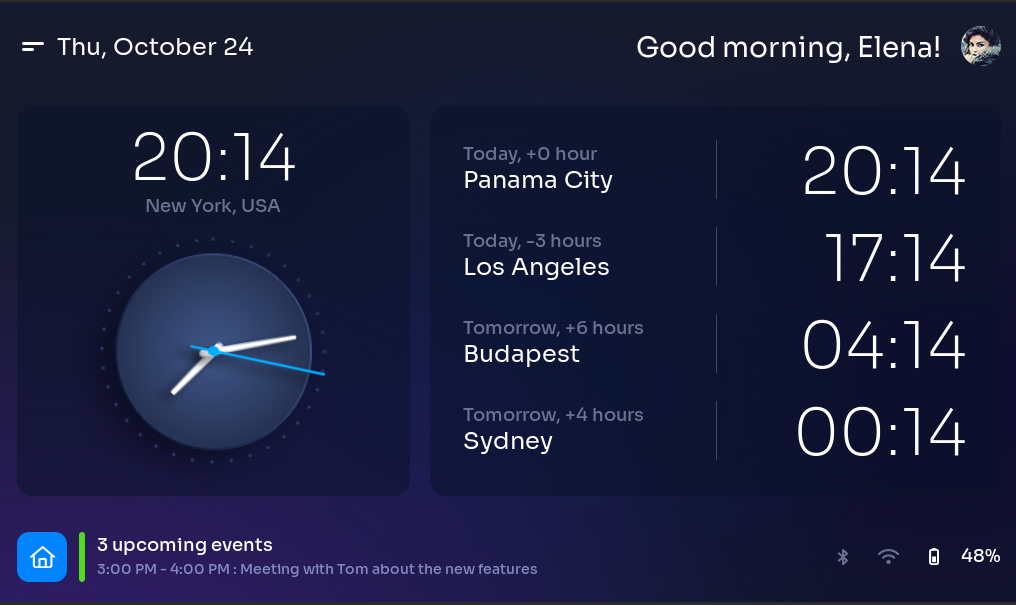 Thu, October 24
Good morning, Elena!
20:14
New York, USA
Today, +0 hour
Panama City
20:14
Today, -3 hours
Los Angeles
17:14
Tomorrow, +6 hours
Budapest
04:14
Tomorrow, +4 hours
Sydney
00:14
3 upcoming events
3:00 PM - 4:00 PM : Meeting with Tom about the new features
48%